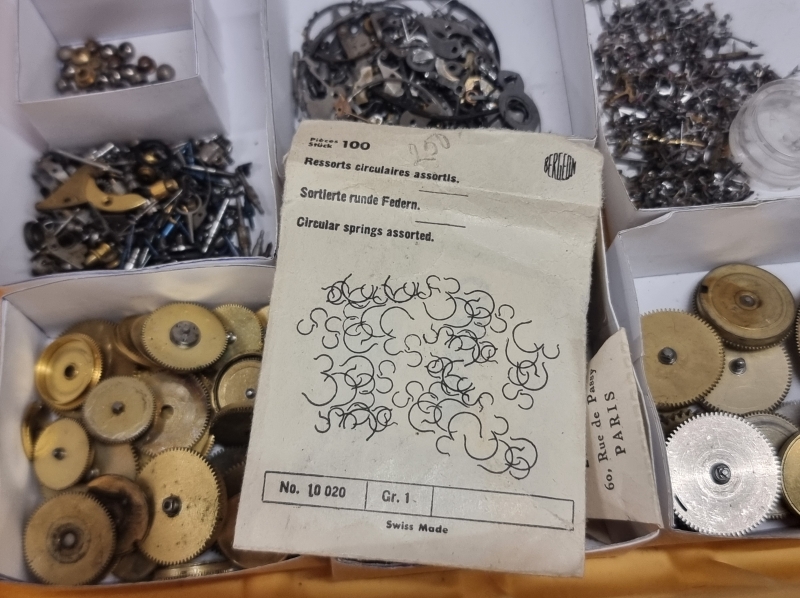 Pièces
Stück 100
250
BERGEON
Ressorts circulaires assortis.
Sortierte runde Federn.
Circular springs assorted.
No. 10 020
Gr. 1
Swiss Made
60, Rue de Passy
PARIS